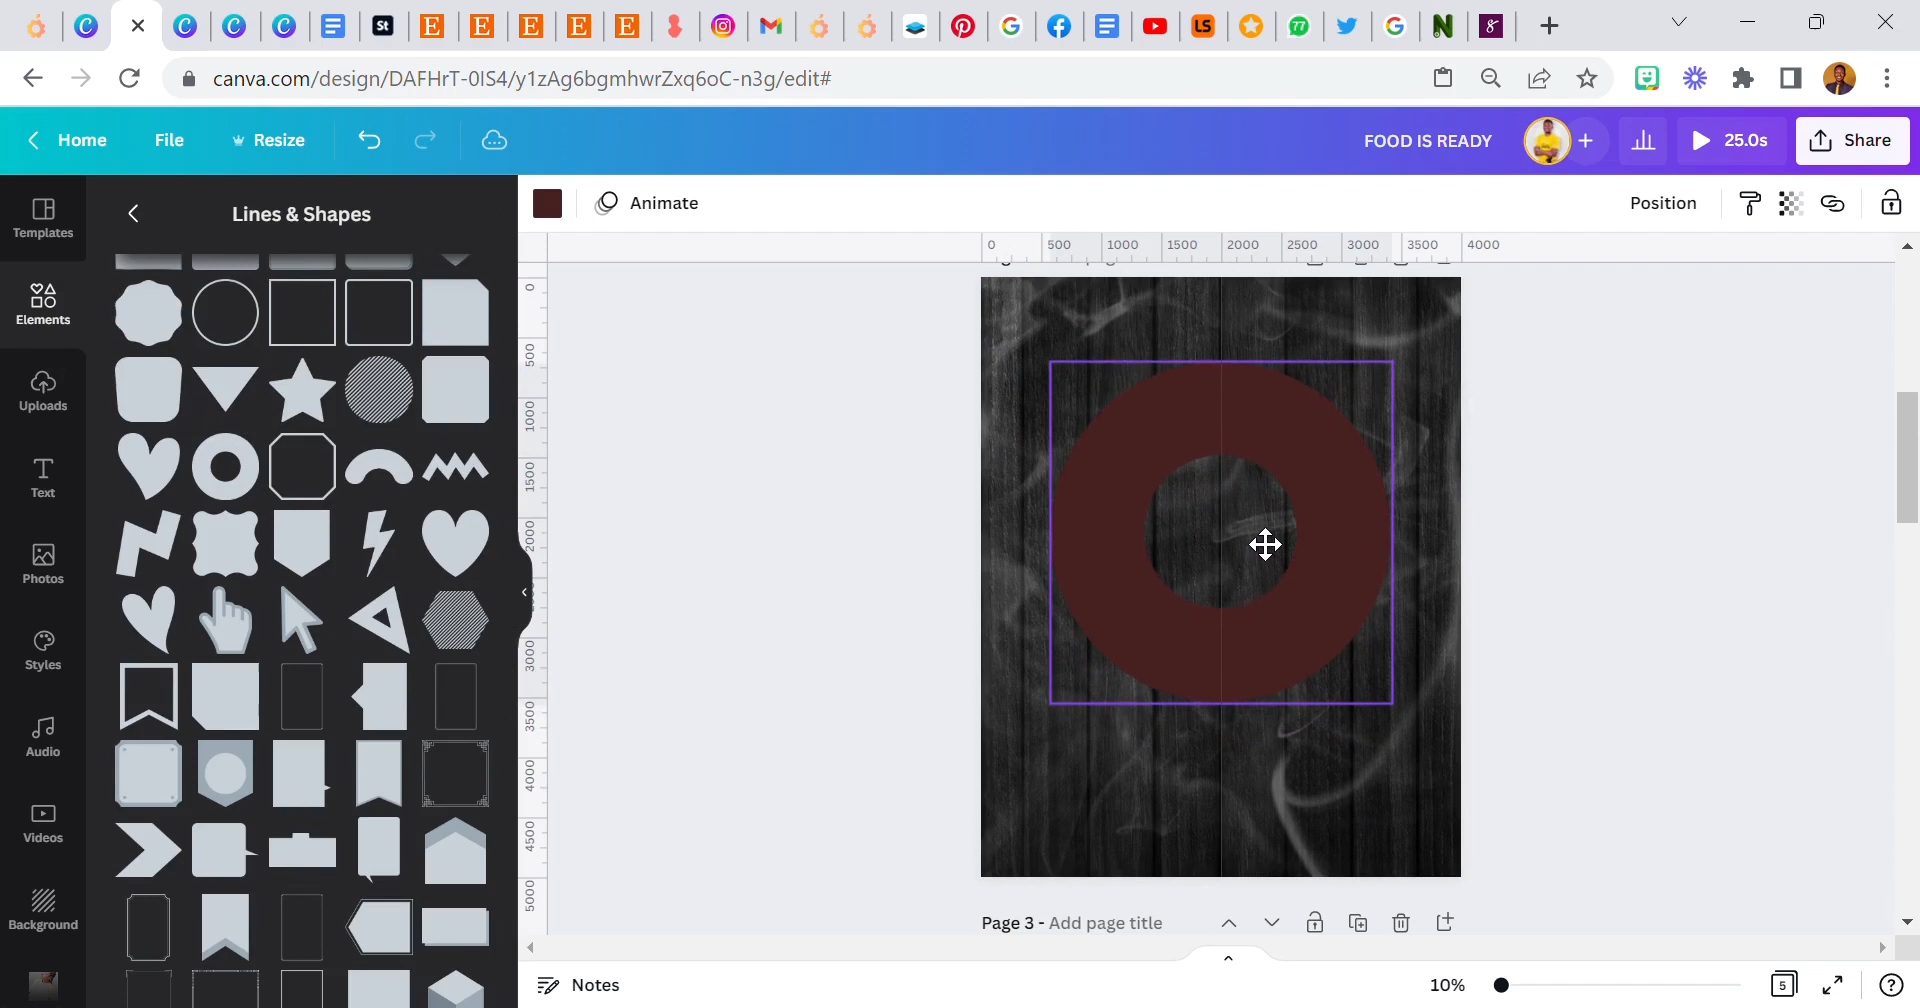 St
77
LS
N
canva.com/design/DAFHrT-0IS4/y1zAg6bgmhwrZxq6oC-n3g/edit#
Home
File
Resize
FOOD IS READY
25.0s
Share
Templates
Elements
Uploads
Text
Photos
Styles
Audio
Videos
Background
Lines & Shapes
Animate
Position
0 500 1000 1500 2000 2500 3000 3500 4000
0
500
1000
1500
2000
3000
3500
4000
4500
5000
Page 3 - Add page title
Notes
10%
5